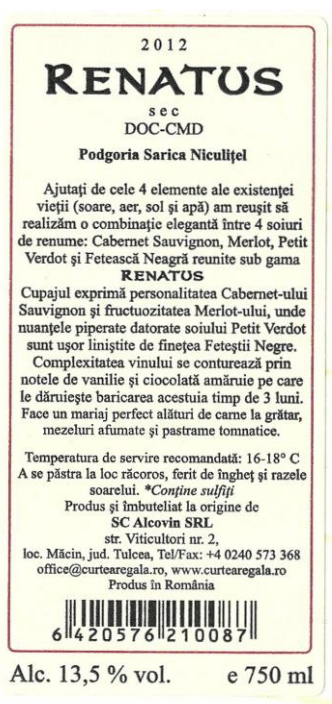 2012
RENATUS
sec
DOC-CMD
Podgoria Sarica Niculițel
Ajutați de cele 4 elemente ale existenței
vieții (soare, aer, sol și apă) am reușit să
realizăm o combinație elegantă între 4 soiuri
de renume: Cabernet Sauvignon, Merlot, Petit
Verdot și Fetească Neagră reunite sub gama
RENATUS
Cupajul exprimă personalitatea Cabernet-ului
Sauvignon și fructuozitatea Merlot-ului, unde
nuanțele piperate datorate soiului Petit Verdot
sunt ușor liniștite de finețea Feteștii Negre.
Complexitatea vinului se conturează prin
notele de vanilie și ciocolată amăruie pe care
le dăruiește baricarea acestuia timp de 3 luni.
Face un mariaj perfect alături de carne la grătar,
mezeluri afumate și pastrame tomnatice.
Temperatura de servire recomandată: 16-18° C
A se păstra la loc răcoros, ferit de îngheț și razele
soarelui. *Conține sulfiți
Produs și îmbuteliat la origine de
SC Alcovin SRL
str. Viticultori nr. 2,
loc. Măcin, jud. Tulcea, Tel/Fax: +4 0240 573 368
office@curtearegala.ro, www.curtearegala.ro
Produs în România
6 420576 210087
Alc. 13,5 % vol. e 750 ml